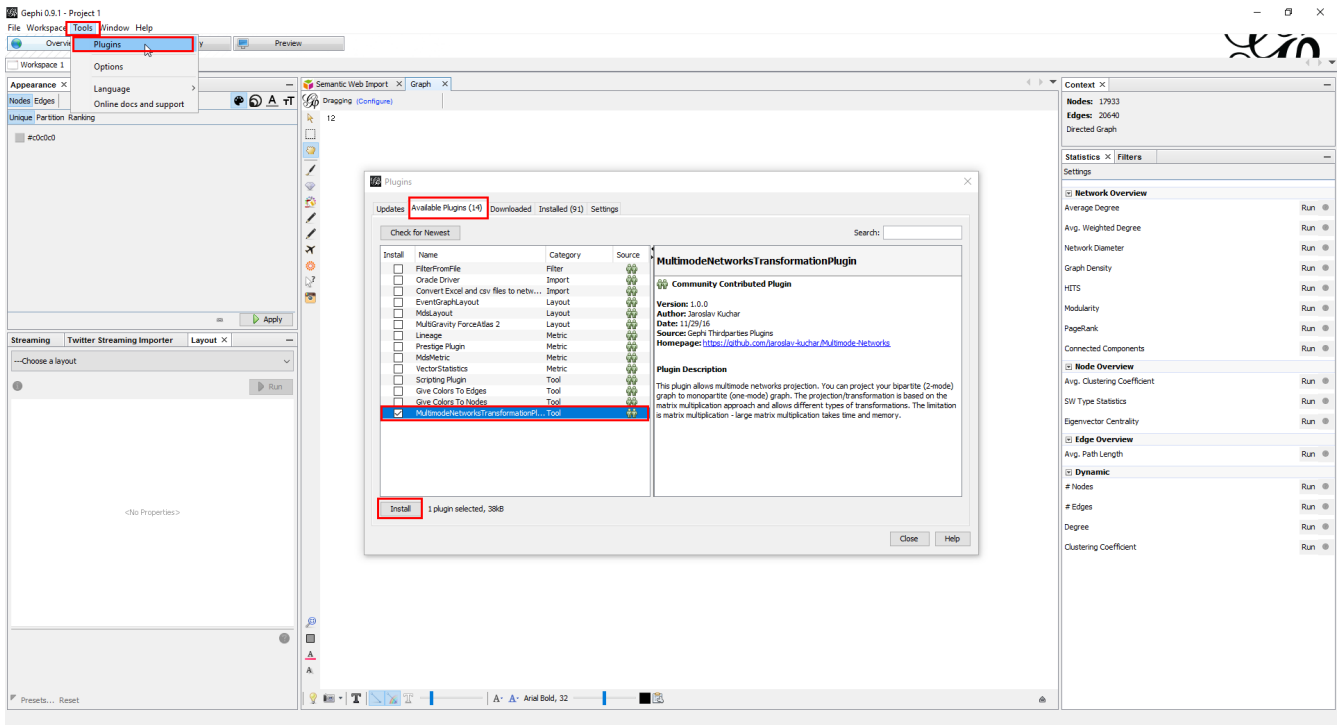 Gephi 0.9.1 - Project 1
File Workspace Tools Window Help
Overvie
Plugins
y
Preview
Options
Language
Online docs and support
Workspace 1
Appearance
Nodes Edges
Unique Partition Ranking
#c0c0c0
Apply
Streaming Twitter Streaming Importer Layout
---Choose a layout
Run
<No Properties>
Presets... Reset
Semantic Web Import Graph
Dragging (Configure)
12
Plugins
Updates Available Plugins (14) Downloaded Installed (91) Settings
Check for Newest
Search:
Install Name Category Source
FilterFromFile Filter
Oracle Driver Import
Convert Excel and csv files to netw... Import
EventGraphLayout Layout
MdsLayout Layout
MultiGravity ForceAtlas 2 Layout
Lineage Metric
Prestige Plugin Metric
MdsMetric Metric
VectorStatistics Metric
Scripting Plugin Tool
Give Colors To Edges Tool
Give Colors To Nodes Tool
MultimodeNetworksTransformationPl... Tool
MultimodeNetworksTransformationPlugin
Community Contributed Plugin
Version: 1.0.0
Author: Jaroslav Kuchar
Date: 11/29/16
Source: Gephi Thirdparties Plugins
Homepage: https://github.com/jaroslav-kuchar/Multimode-Networks
Plugin Description
This plugin allows multimode networks projection. You can project your bipartite (2-mode)
graph to monopartite (one-mode) graph. The projection/transformation is based on the
matrix multiplication approach and allows different types of transformations. The limitation
is matrix multiplication - large matrix multiplication takes time and memory.
Install 1 plugin selected, 38kB
Close Help
Arial Bold, 32
Context
Nodes: 17933
Edges: 20640
Directed Graph
Statistics Filters
Settings
Network Overview
Average Degree Run
Avg. Weighted Degree Run
Network Diameter Run
Graph Density Run
HITS Run
Modularity Run
PageRank Run
Connected Components Run
Node Overview
Avg. Clustering Coefficient Run
SW Type Statistics Run
Eigenvector Centrality Run
Edge Overview
Avg. Path Length Run
Dynamic
# Nodes Run
# Edges Run
Degree Run
Clustering Coefficient Run